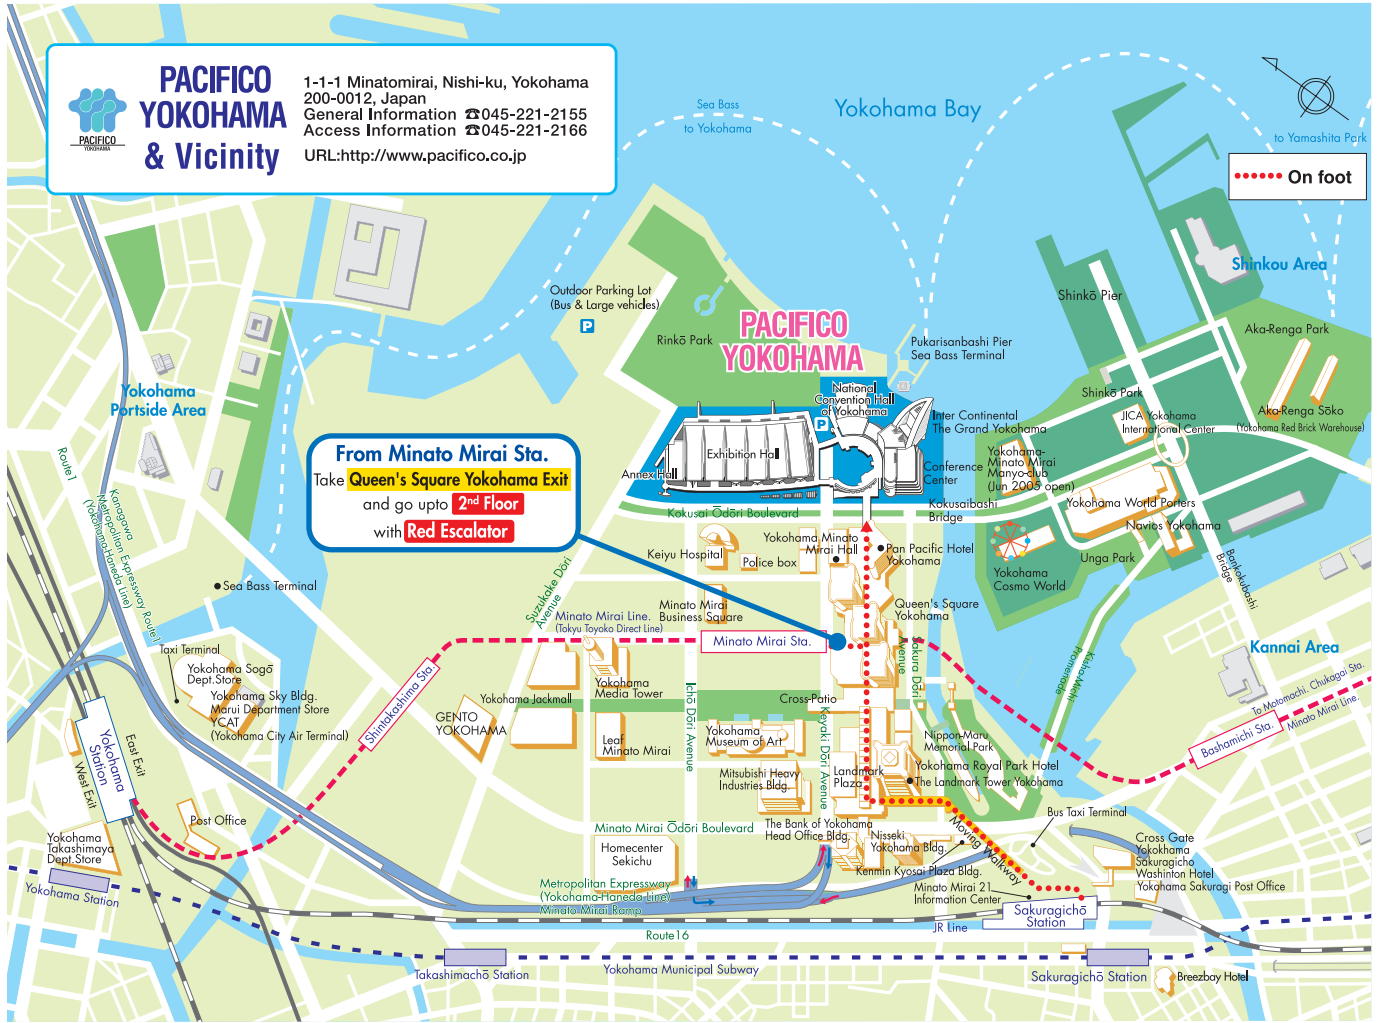 PACIFICO
YOKOHAMA
& Vicinity
PACIFICO
YOKOHAMA
1-1-1 Minatomirai, Nishi-ku, Yokohama
200-0012, Japan
General Information ☎045-221-2155
Access Information ☎045-221-2166
URL:http://www.pacifico.co.jp
Sea Bass
to Yokohama
Yokohama Bay
to Yamashita Park
On foot
Shinkou Area
Outdoor Parking Lot
(Bus & Large vehicles)
P
Rinkō Park
PACIFICO
YOKOHAMA
Pukarisanbashi Pier
Sea Bass Terminal
Shinkō Pier
Aka-Renga Park
Shinkō Park
Aka-Renga Sōko
(Yokohama Red Brick Warehouse)
JICA Yokohama
International Center
Yokohama
Portside Area
National
Convention Hall
of Yokohama
P
Inter Continental
The Grand Yokohama
Exhibition Hall
Annex Hall
Conference
Center
Yokohama-
Minato Mirai
Manyo-club
(Jun 2005 open)
Kokusai Ōdōri Boulevard
Kokusaibashi
Bridge
Yokohama World Porters
Navios Yokohama
Unga Park
Bankokubashi
Bridge
Yokohama
Cosmo World
From Minato Mirai Sta.
Take Queen's Square Yokohama Exit
and go upto 2nd Floor
with Red Escalator
Route1
Kanagawa
Metropolitan Expressway Route1
(Yokohama-Haneda Line)
Sea Bass Terminal
Keiyu Hospital
Police box
Yokohama Minato
Mirai Hall
Pan Pacific Hotel
Yokohama
Suzukake Dōri
Avenue
Minato Mirai Line.
(Tokyu Toyoko Direct Line)
Minato Mirai
Business Square
Queen's Square
Yokohama
Minato Mirai Sta.
Sakura Dōri
Avenue
Kisha-Michi
Promenade
Kannai Area
Taxi Terminal
Yokohama Sogō
Dept.Store
Yokohama Sky Bldg.
Marui Department Store
YCAT
(Yokohama City Air Terminal)
Shintakashima Sta.
Yokohama
Media Tower
Yokohama Jackmall
GENTO
YOKOHAMA
Leaf
Minato Mirai
Ichō Dōri Avenue
Cross-Patio
Keyaki Dōri Avenue
Yokohama
Museum of Art
Mitsubishi Heavy
Industries Bldg.
Landmark
Plaza
Nippon-Maru
Memorial Park
Yokohama Royal Park Hotel
The Landmark Tower Yokohama
To Motomachi. Chukagai Sta.
Minato Mirai Line.
Bashamichi Sta.
Yokohama
Station
East Exit
West Exit
Post Office
Yokohama
Takashimaya
Dept.Store
Minato Mirai Ōdōri Boulevard
The Bank of Yokohama
Head Office Bldg.
Nisseki
Yokohama Bldg.
Kenmin Kyosai Plaza Bldg.
Moving Walkway
Bus Taxi Terminal
Cross Gate
Yokokhama
Sakuragicho
Washinton Hotel
Yokohama Sakuragi Post Office
Homecenter
Sekichu
Metropolitan Expressway
(Yokohama-Haneda Line)
Minato Mirai Ramp
Minato Mirai 21
Information Center
Sakuragichō
Station
JR Line
Route16
Yokohama Station
Takashimachō Station
Yokohama Municipal Subway
Sakuragichō Station
Breezbay Hotel